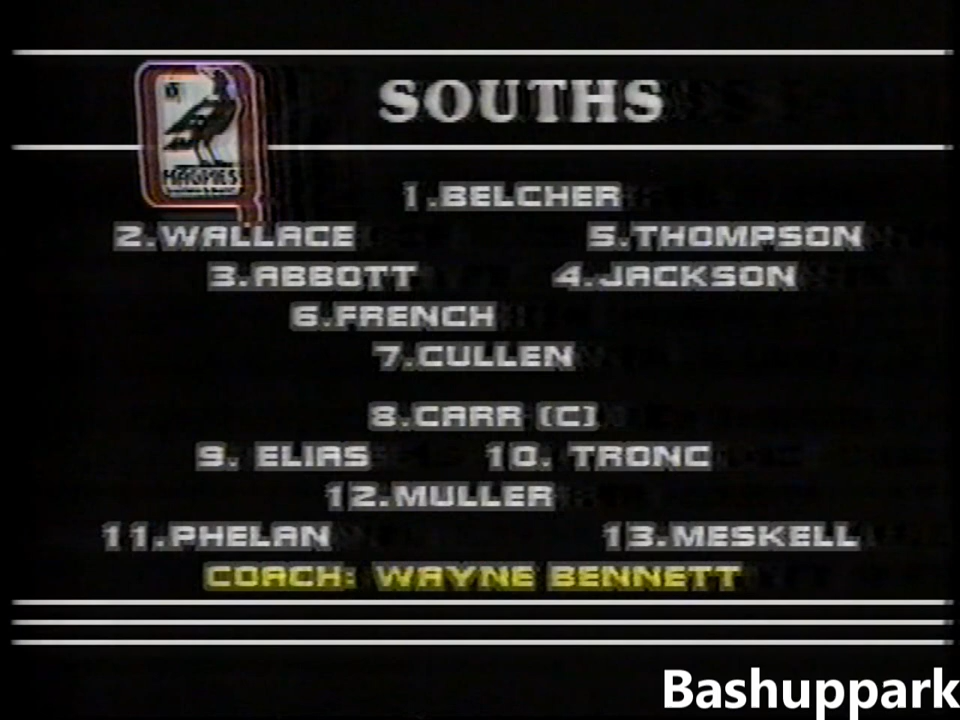 SOUTHS
MAGPIES
1.BELCHER
2.WALLACE 5.THOMPSON
3.ABBOTT 4.JACKSON
6.FRENCH
7.CULLEN
8.CARR (C)
9. ELIAS 10. TRONC
12.MULLER
11.PHELAN 13.MESKELL
COACH: WAYNE BENNETT
Bashuppark